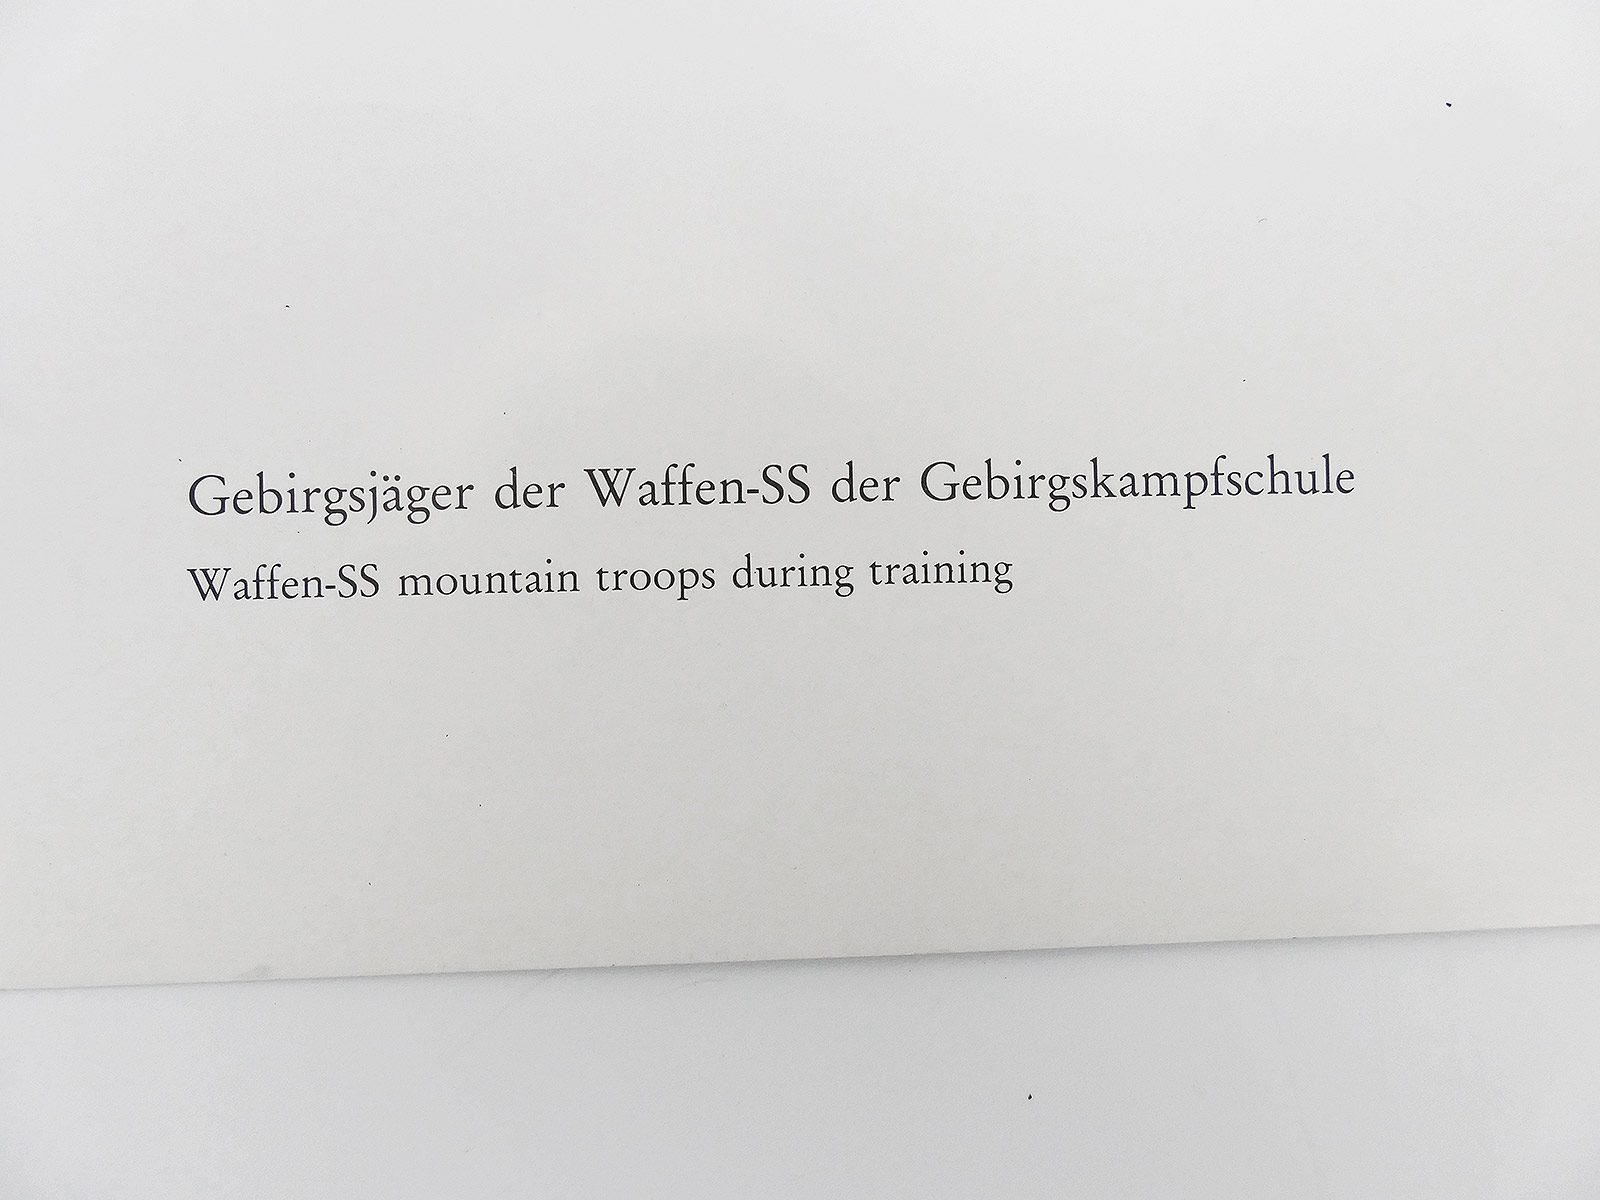 Gebirgsjäger der Waffen-SS der Gebirgskampfschule
Waffen-SS mountain troops during training